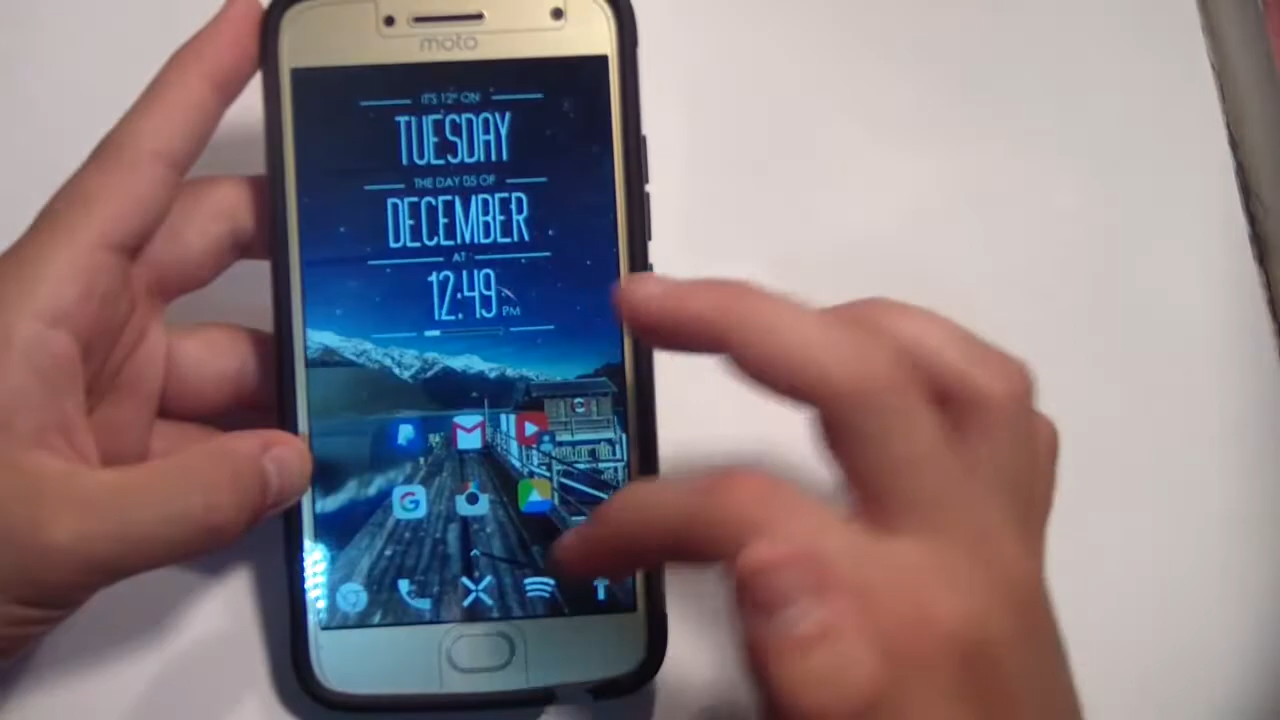 moto
IT'S 12° ON
TUESDAY
THE DAY 05 OF
DECEMBER
AT
12:49 PM
G